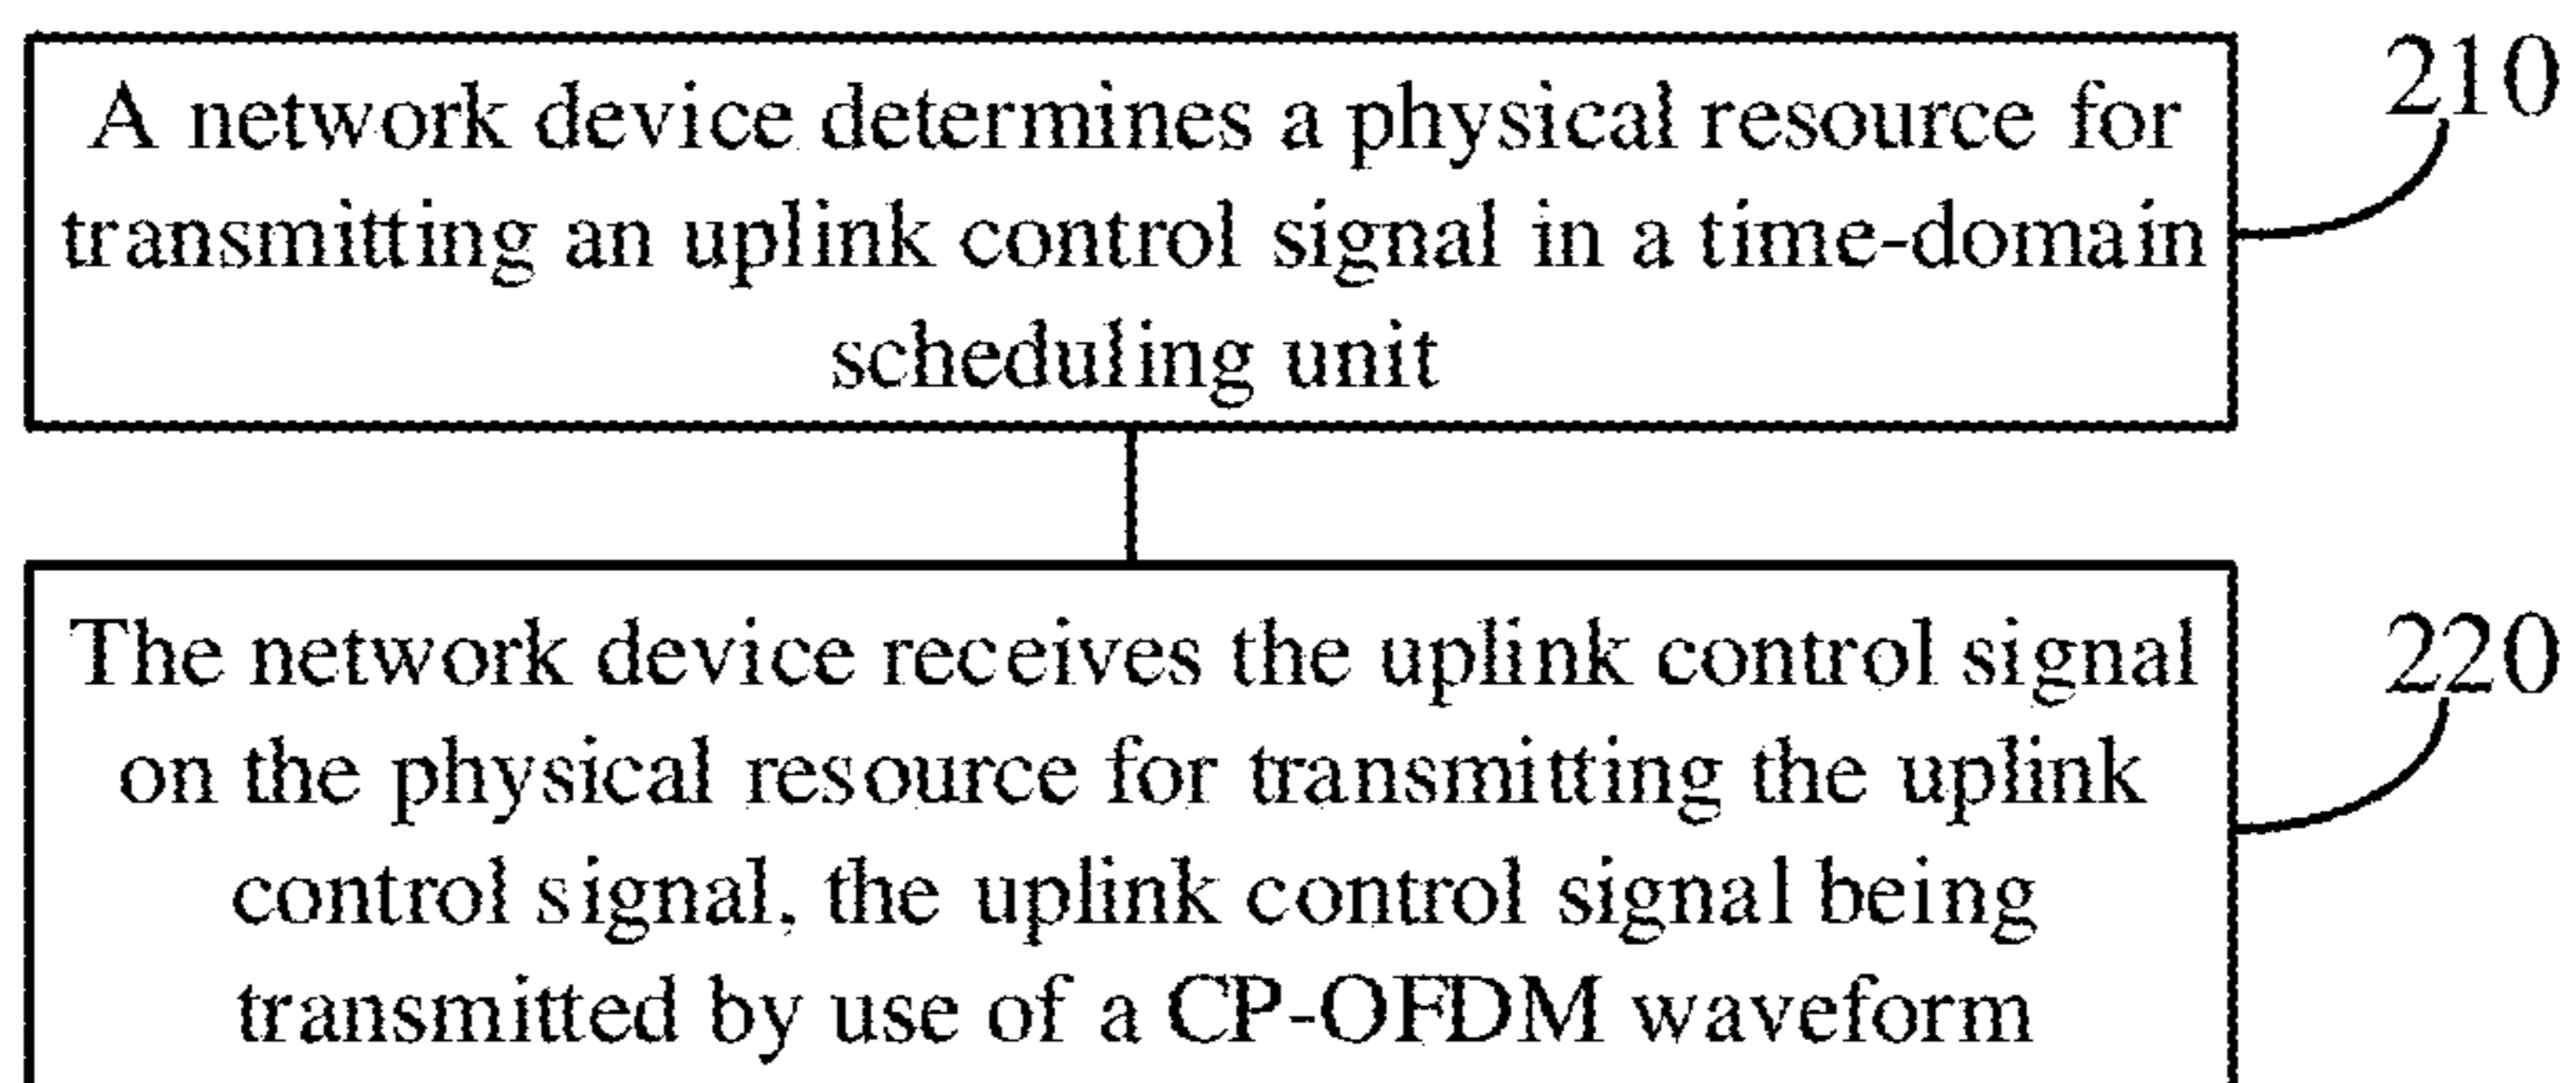 A network device determines a physical resource for
210
transmitting an uplink control signal in a time-domain
scheduling unit
The network device receives the uplink control signal
220
on the physical resource for transmitting the uplink
control signal, the uplink control signal being
transmitted by use of a CP-OFDM waveform